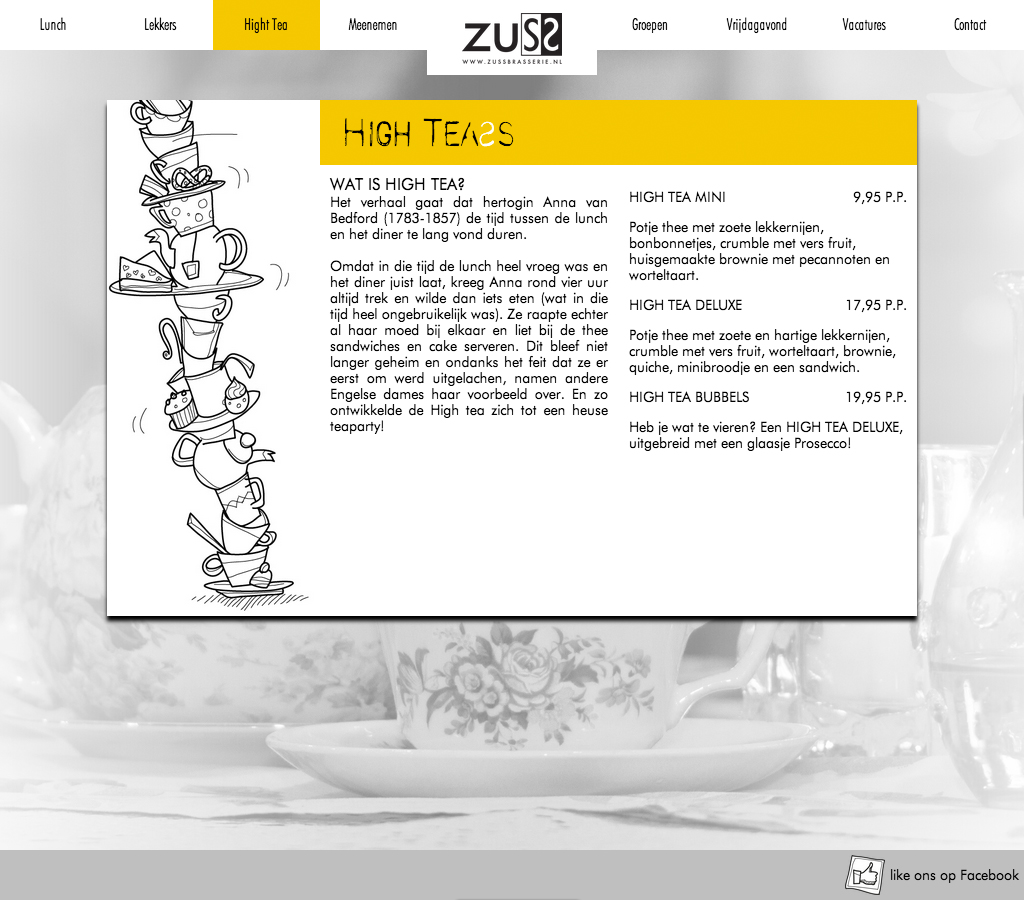 Lunch
Lekkers
Hight Tea
Meenemen
ZUSS
WWW.ZUSSBRASSERIE.NL
Groepen
Vrijdagavond
Vacatures
Contact
HIGH TEASS
WAT IS HIGH TEA?
Het verhaal gaat dat hertogin Anna van
Bedford (1783-1857) de tijd tussen de lunch
en het diner te lang vond duren.
Omdat in die tijd de lunch heel vroeg was en
het diner juist laat, kreeg Anna rond vier uur
altijd trek en wilde dan iets eten (wat in die
tijd heel ongebruikelijk was). Ze raapte echter
al haar moed bij elkaar en liet bij de thee
sandwiches en cake serveren. Dit bleef niet
langer geheim en ondanks het feit dat ze er
eerst om werd uitgelachen, namen andere
Engelse dames haar voorbeeld over. En zo
ontwikkelde de High tea zich tot een heuse
teaparty!
HIGH TEA MINI 9,95 P.P.
Potje thee met zoete lekkernijen,
bonbonnetjes, crumble met vers fruit,
huisgemaakte brownie met pecannoten en
worteltaart.
HIGH TEA DELUXE 17,95 P.P.
Potje thee met zoete en hartige lekkernijen,
crumble met vers fruit, worteltaart, brownie,
quiche, minibroodje en een sandwich.
HIGH TEA BUBBELS 19,95 P.P.
Heb je wat te vieren? Een HIGH TEA DELUXE,
uitgebreid met een glaasje Prosecco!
like ons op Facebook